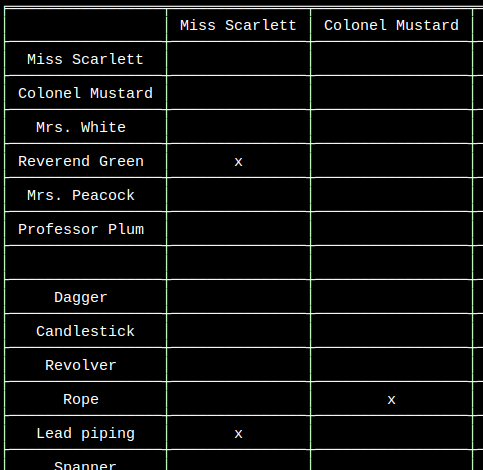 Miss Scarlett Colonel Mustard
Miss Scarlett
Colonel Mustard
Mrs. White
Reverend Green x
Mrs. Peacock
Professor Plum
Dagger
Candlestick
Revolver
Rope x
Lead piping x
Spanner